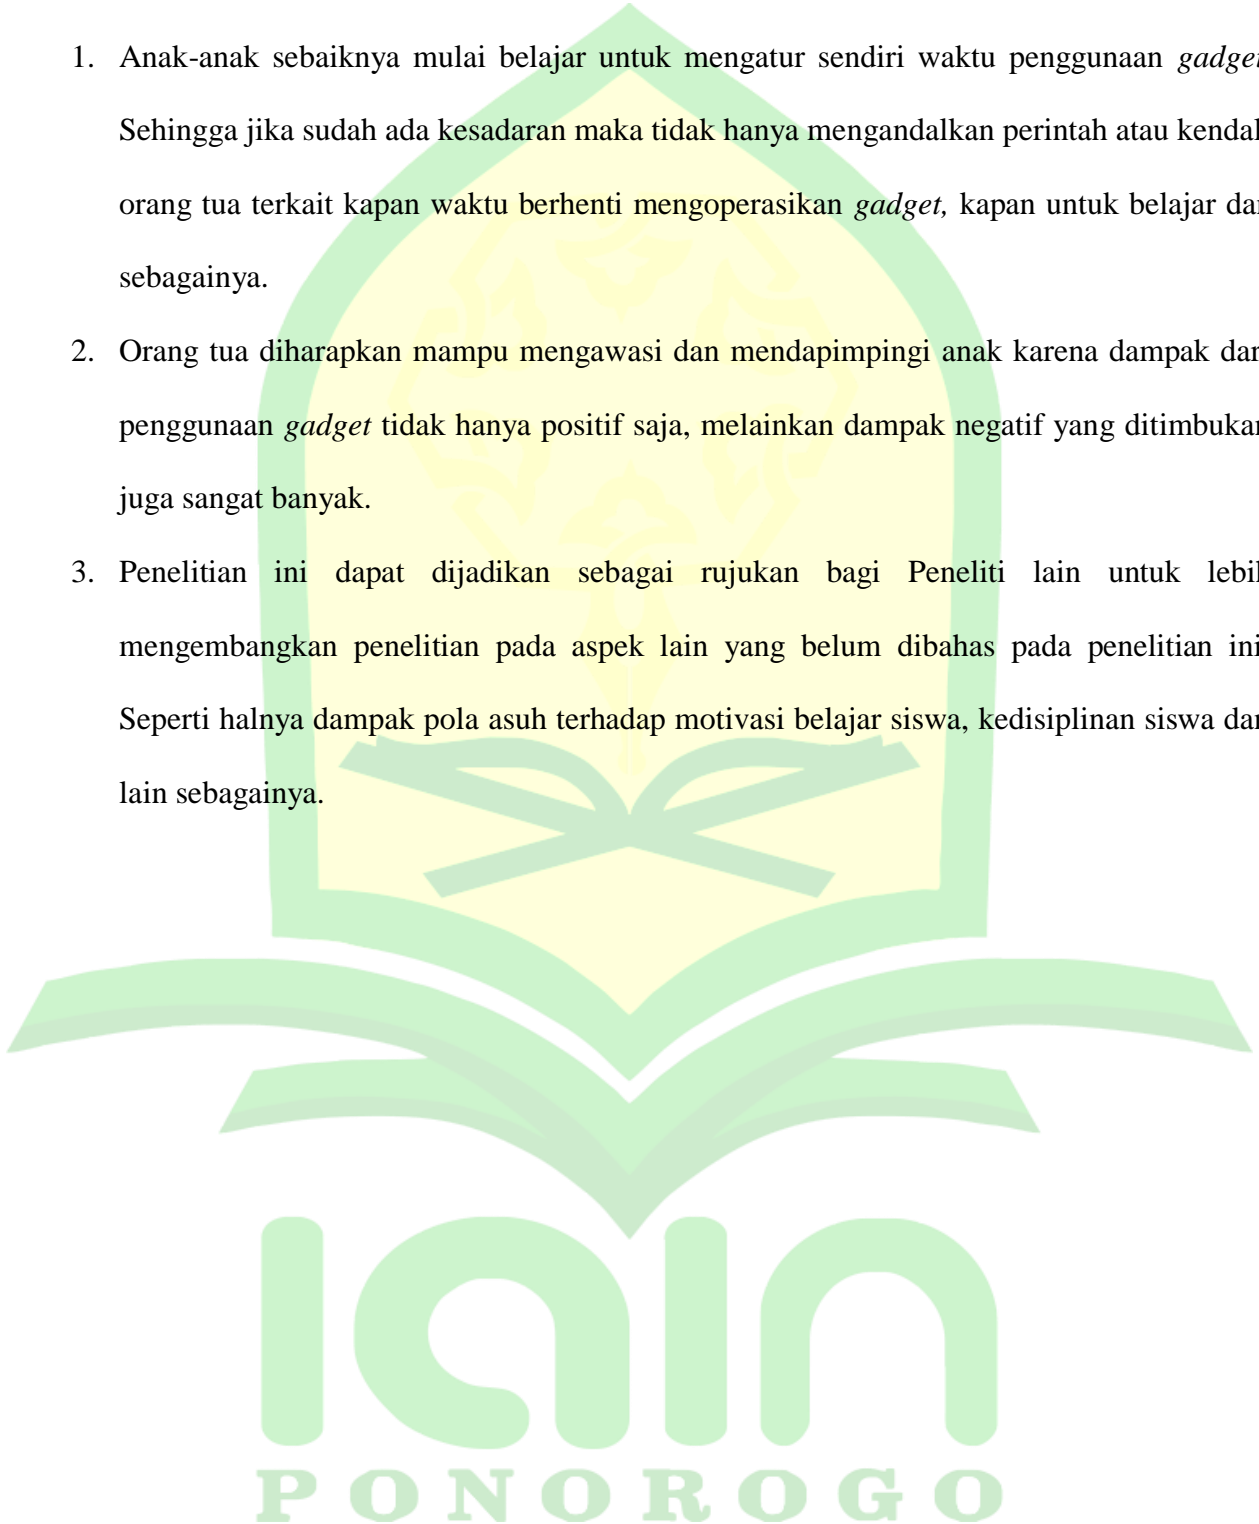 1. Anak-anak sebaiknya mulai belajar untuk mengatur sendiri waktu penggunaan gadget
Sehingga jika sudah ada kesadaran maka tidak hanya mengandalkan perintah atau kendal
orang tua terkait kapan waktu berhenti mengoperasikan gadget, kapan untuk belajar dan
sebagainya.
2. Orang tua diharapkan mampu mengawasi dan mendapimpingi anak karena dampak dar
penggunaan gadget tidak hanya positif saja, melainkan dampak negatif yang ditimbukan
juga sangat banyak.
3. Penelitian ini dapat dijadikan sebagai rujukan bagi Peneliti lain untuk lebih
mengembangkan penelitian pada aspek lain yang belum dibahas pada penelitian ini
Seperti halnya dampak pola asuh terhadap motivasi belajar siswa, kedisiplinan siswa dan
lain sebagainya.
iain
PONOROGO